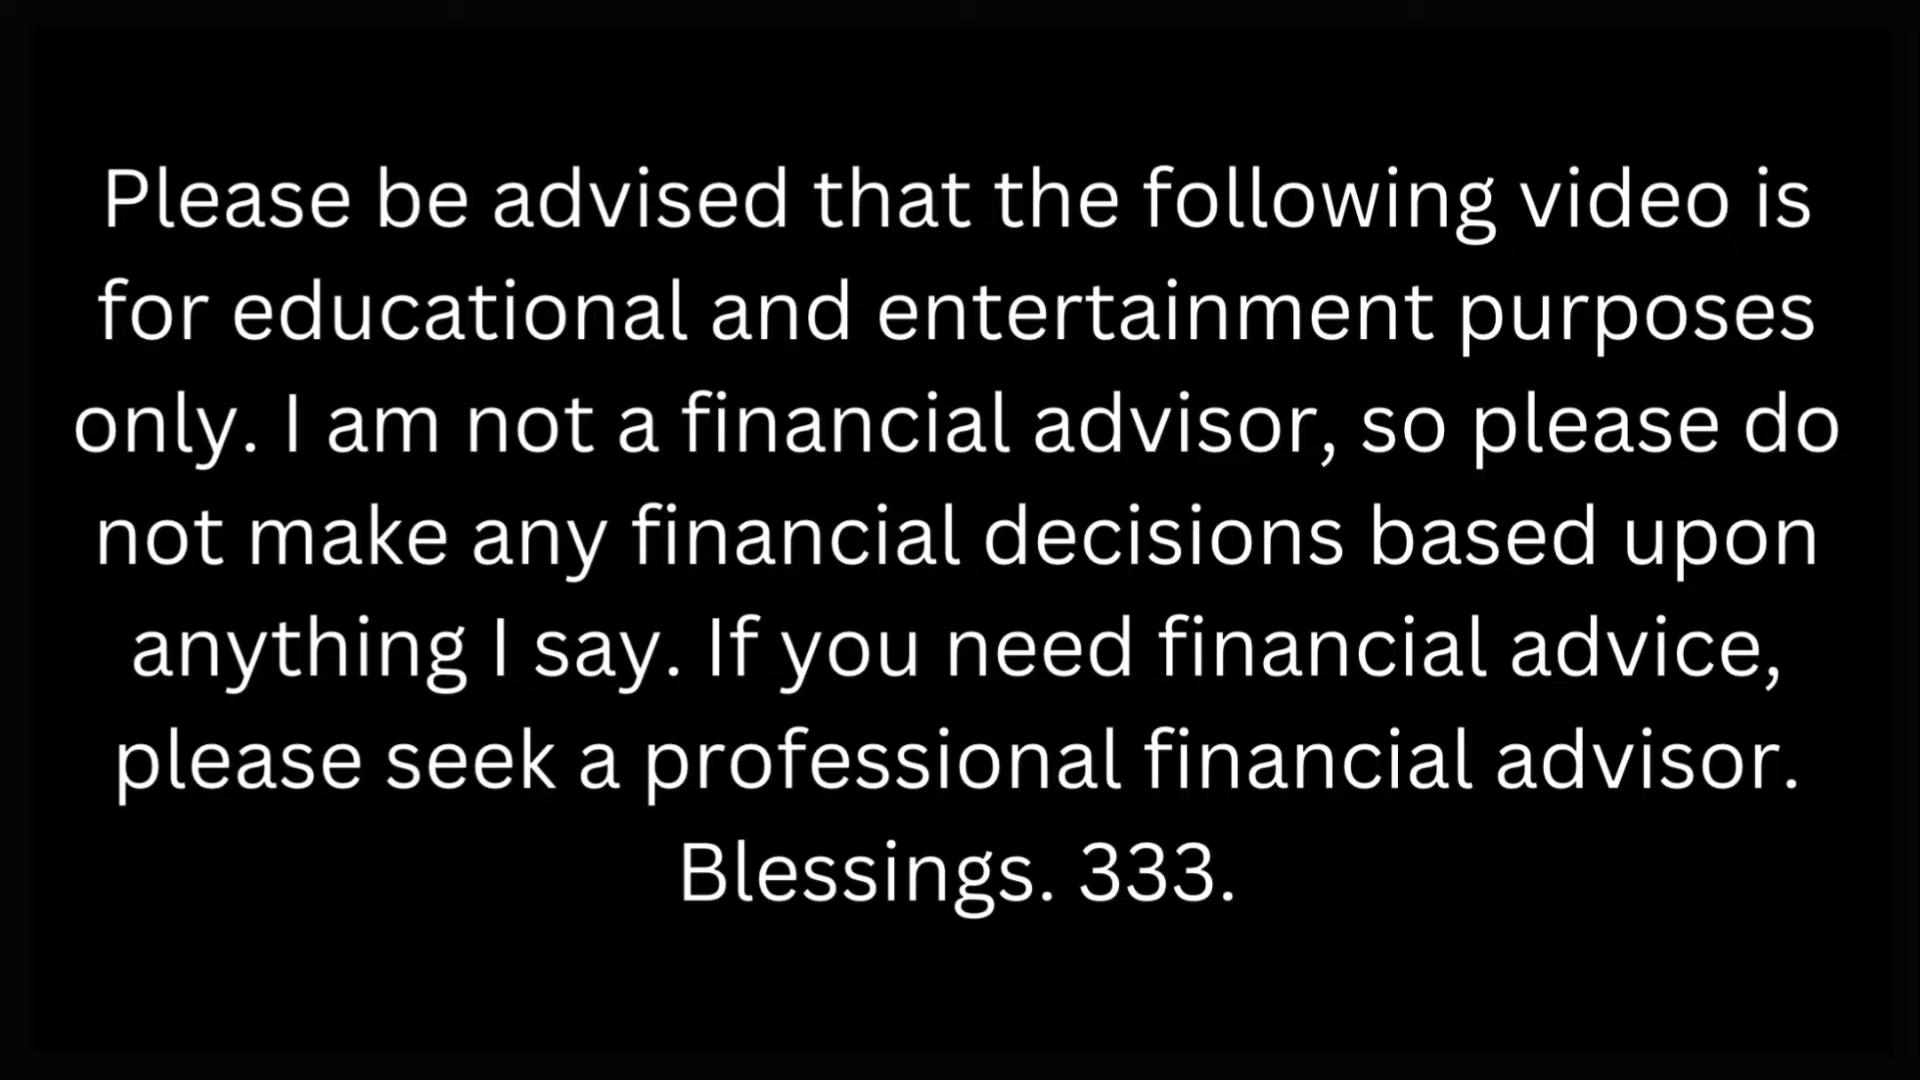 Please be advised that the following video is
for educational and entertainment purposes
only. I am not a financial advisor, so please do
not make any financial decisions based upon
anything I say. If you need financial advice,
please seek a professional financial advisor.
Blessings. 333.